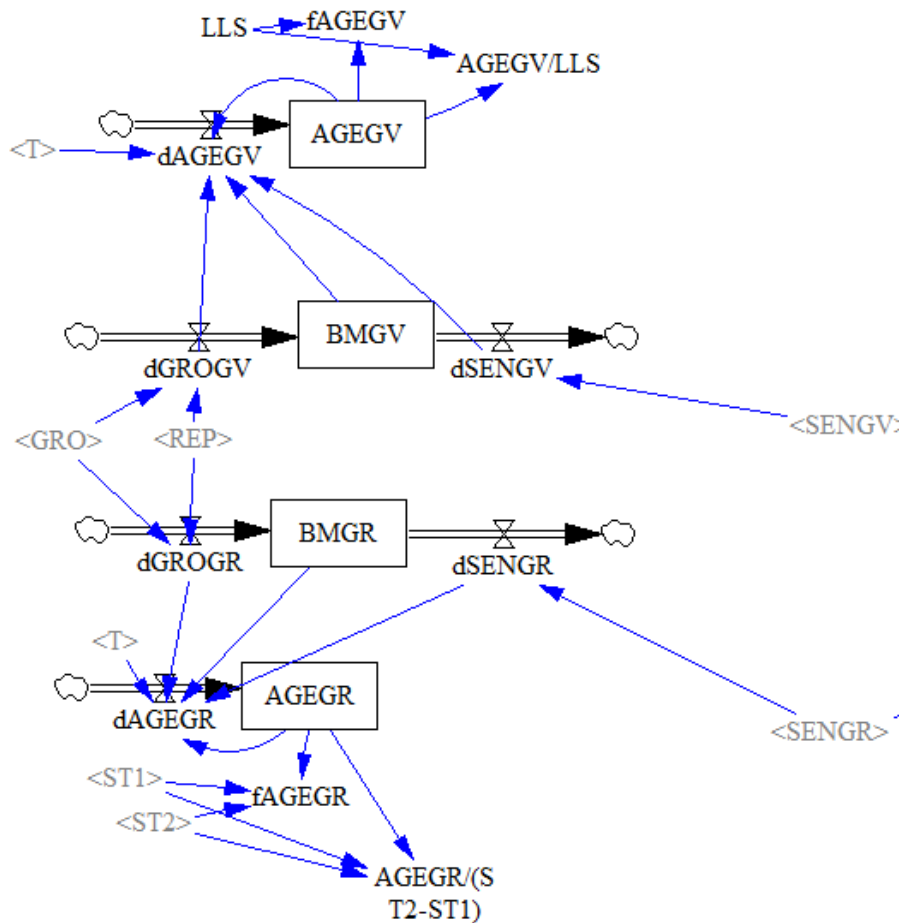 LLS
fAGEGV
AGEGV/LLS
AGEGV
<T>
dAGEGV
BMGV
dGROGV
dSENGV
<GRO>
<REP>
<SENGV>
BMGR
dGROGR
dSENGR
<T>
AGEGR
dAGEGR
<SENGR>
<ST1>
fAGEGR
<ST2>
AGEGR/(S
T2-ST1)